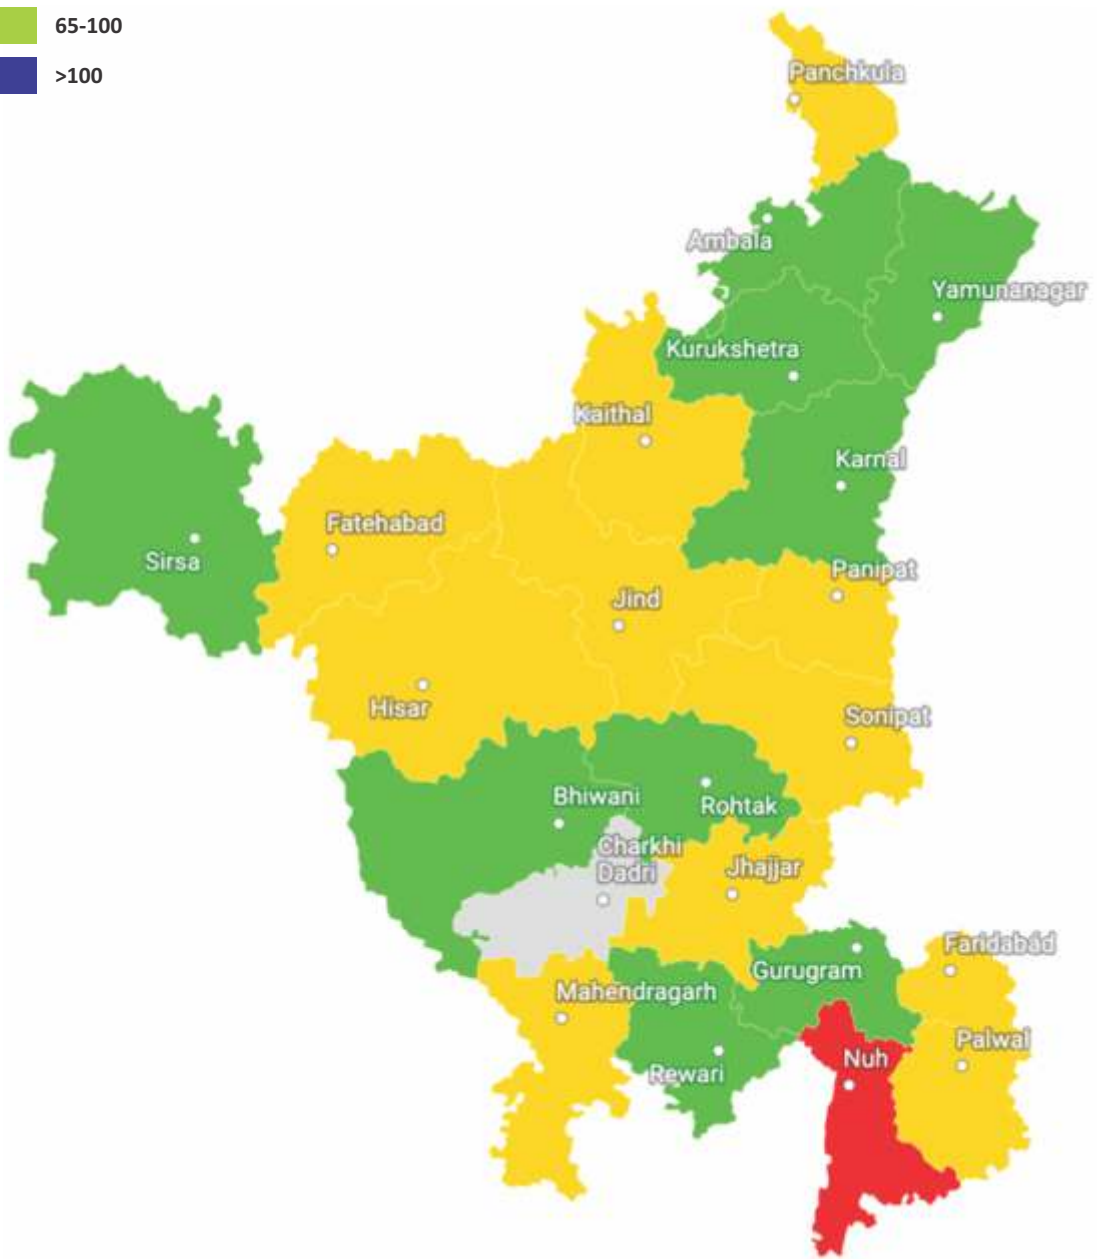 65-100
>100
Panchkula
Ambala
Yamunanagar
Kurukshetra
Kaithal
Karnal
Fatehabad
Sirsa
Panipat
Jind
Hisar
Sonipat
Bhiwani
Rohtak
Charkhi
Dadri
Jhajjar
Faridabád
Gurugram
Mahendragarh
Palwal
Nuh
Rewari